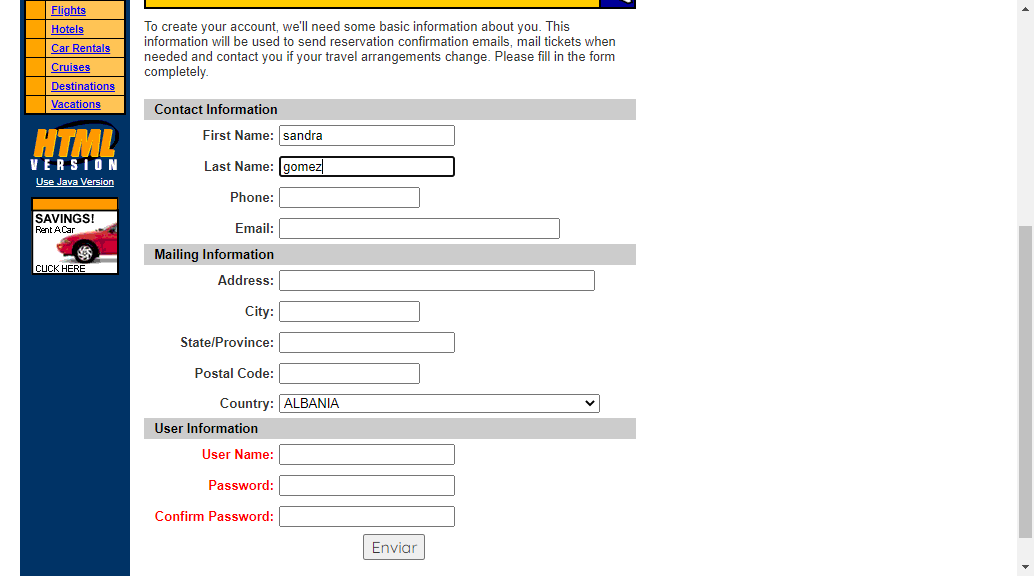 Flights
Hotels
Car Rentals
Cruises
Destinations
Vacations
HTML
VERSION
Use Java Version
SAVINGS!
Rent A Car
CLICK HERE
To create your account, we'll need some basic information about you. This
information will be used to send reservation confirmation emails, mail tickets when
needed and contact you if your travel arrangements change. Please fill in the form
completely.
Contact Information
First Name: sandra
Last Name: gomez
Phone:
Email:
Mailing Information
Address:
City:
State/Province:
Postal Code:
Country: ALBANIA
User Information
User Name:
Password:
Confirm Password:
Enviar